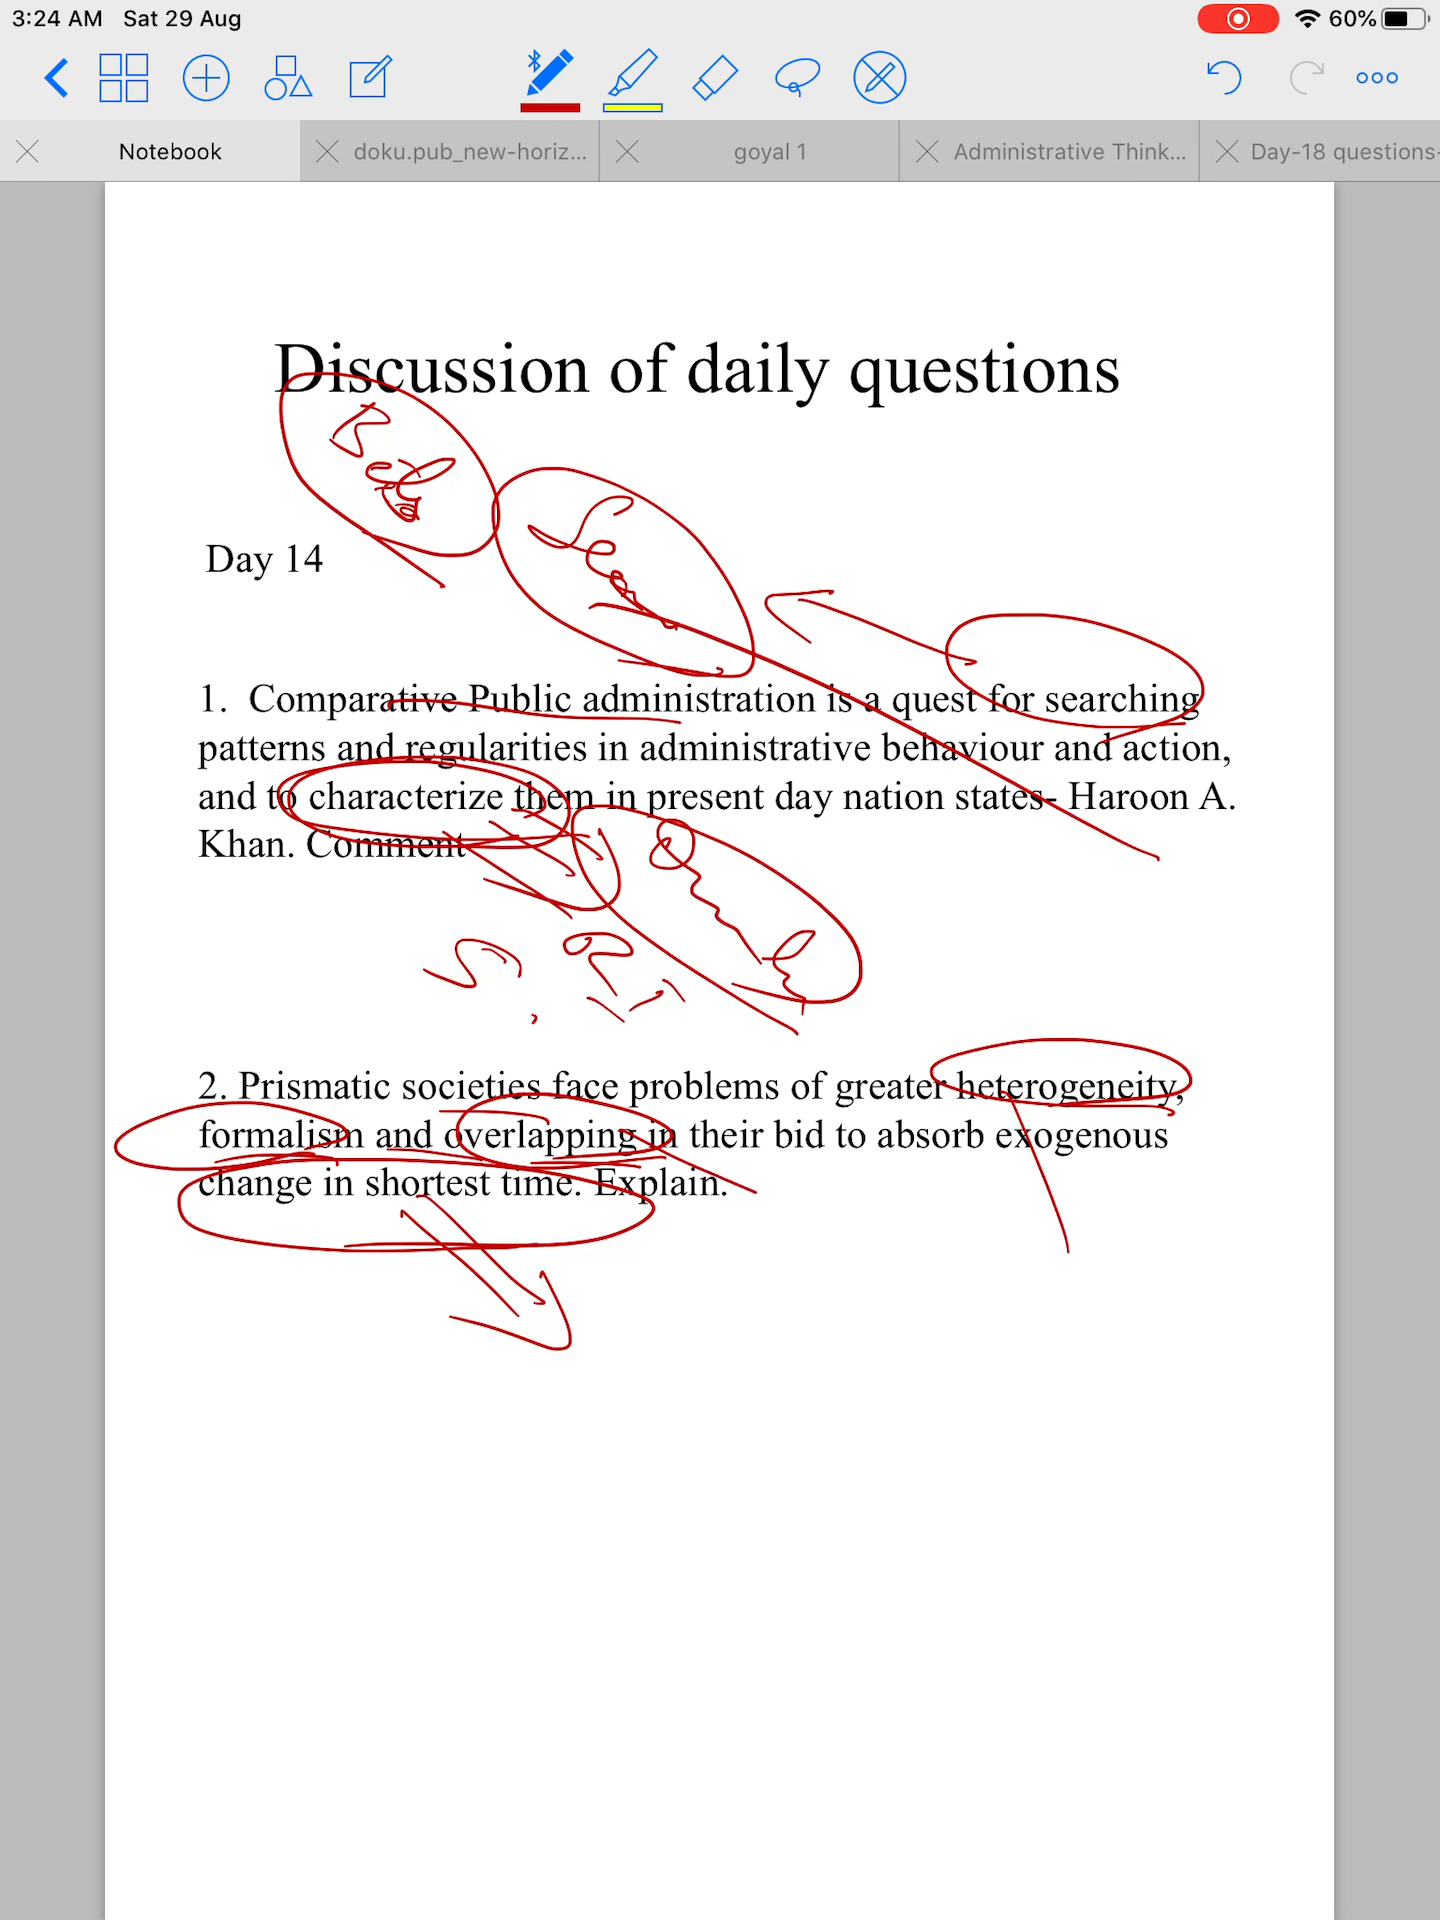 3:24 AM Sat 29 Aug 60%
Notebook doku.pub_new-horiz... goyal 1 Administrative Think... Day-18 questions-
Discussion of daily questions
Day 14
1. Comparative Public administration is a quest for searching
patterns and regularities in administrative behaviour and action,
and to characterize them in present day nation states- Haroon A.
Khan. Comment
2. Prismatic societies face problems of greater heterogeneity,
formalism and overlapping in their bid to absorb exogenous
change in shortest time. Explain.